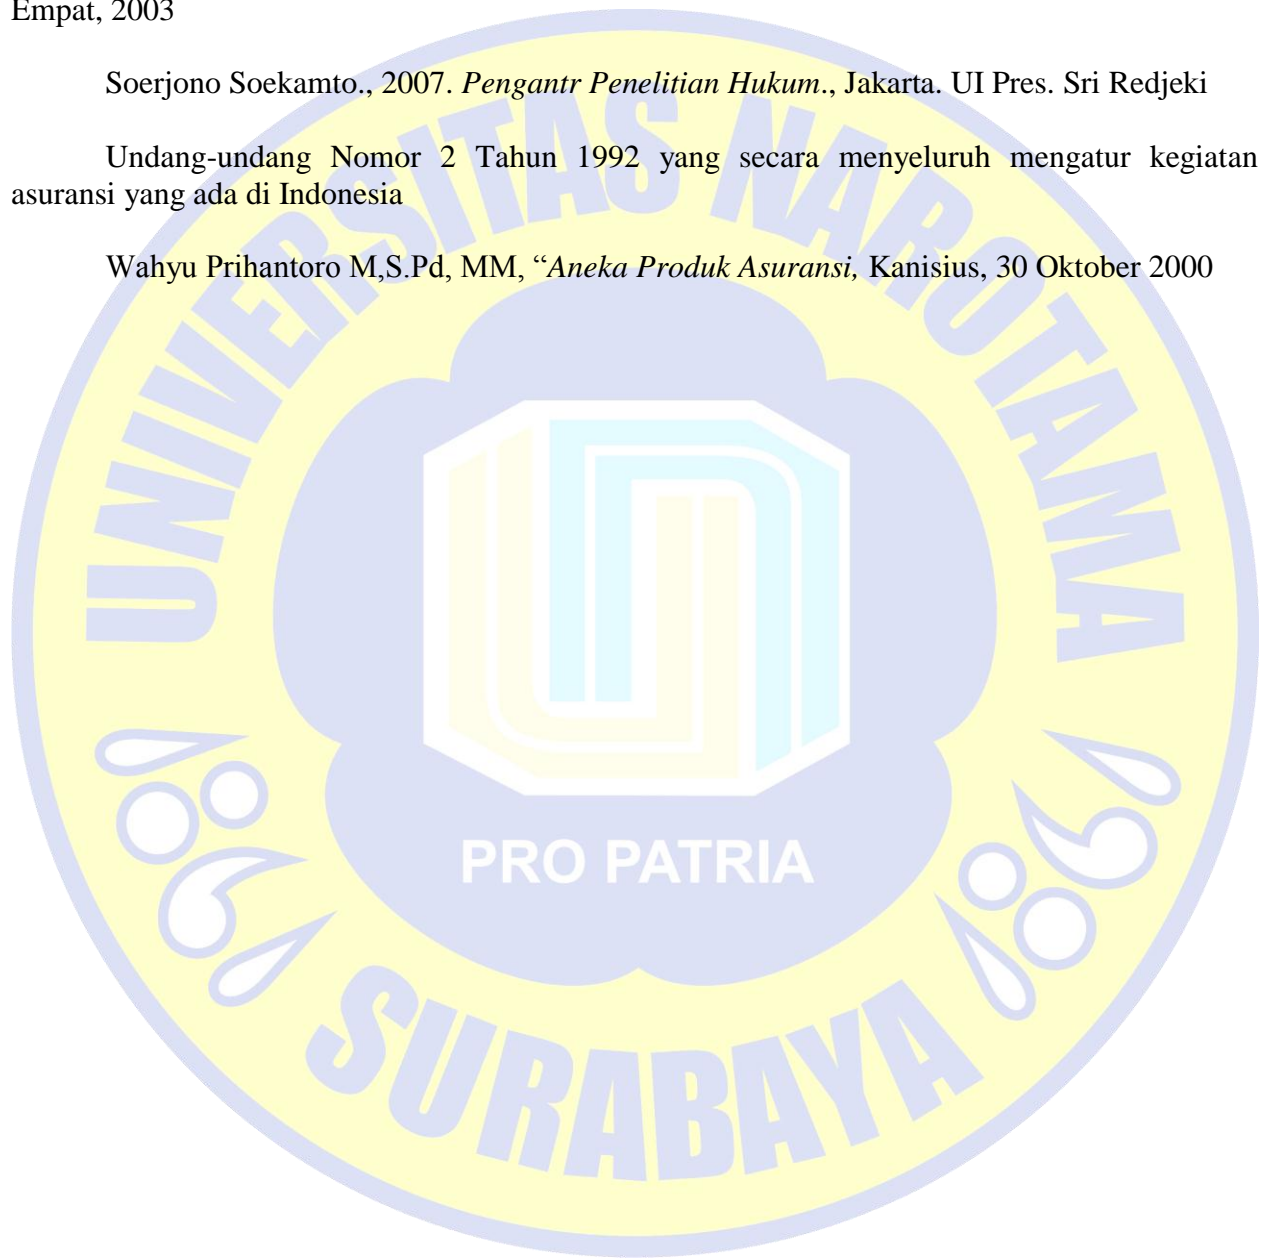 Empat, 2003
Soerjono Soekamto., 2007. Pengantr Penelitian Hukum., Jakarta. UI Pres. Sri Redjeki
Undang-undang Nomor 2 Tahun 1992 yang secara menyeluruh mengatur kegiatan
asuransi yang ada di Indonesia
Wahyu Prihantoro M,S.Pd, MM, “Aneka Produk Asuransi, Kanisius, 30 Oktober 2000
UNIVERSITAS NAROTAMA
PRO PATRIA
SURABAYA